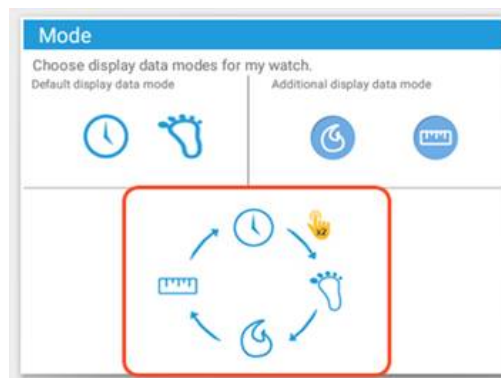 Mode
Choose display data modes for my watch.
Default display data mode
Additional display data mode
x2